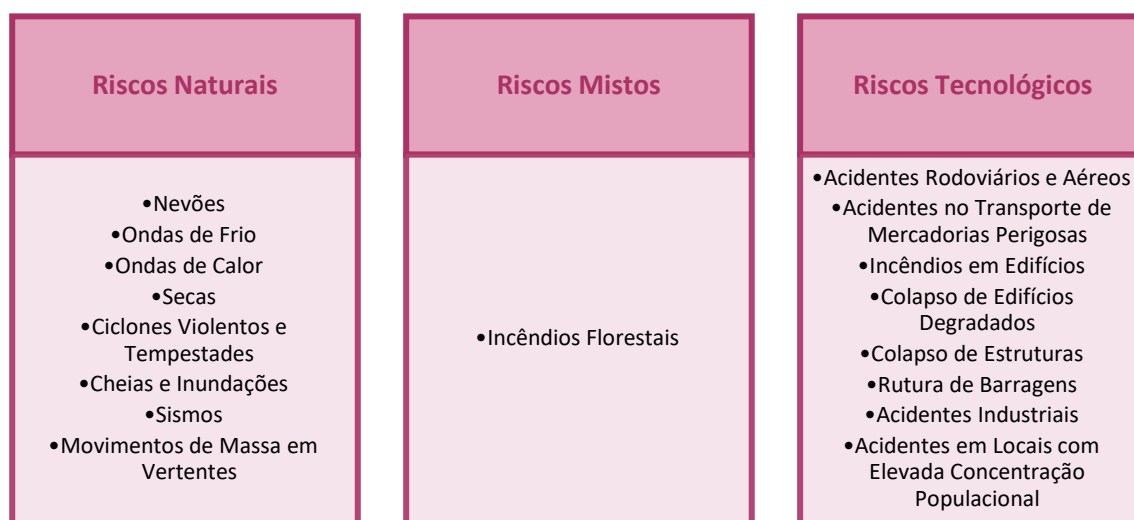 Riscos Naturais
•Nevões
•Ondas de Frio
•Ondas de Calor
•Secas
•Ciclones Violentos e
Tempestades
•Cheias e Inundações
•Sismos
•Movimentos de Massa em
Vertentes
Riscos Mistos
•Incêndios Florestais
Riscos Tecnológicos
•Acidentes Rodoviários e Aéreos
•Acidentes no Transporte de
Mercadorias Perigosas
•Incêndios em Edifícios
•Colapso de Edifícios
Degradados
•Colapso de Estruturas
•Rutura de Barragens
•Acidentes Industriais
•Acidentes em Locais com
Elevada Concentração
Populacional